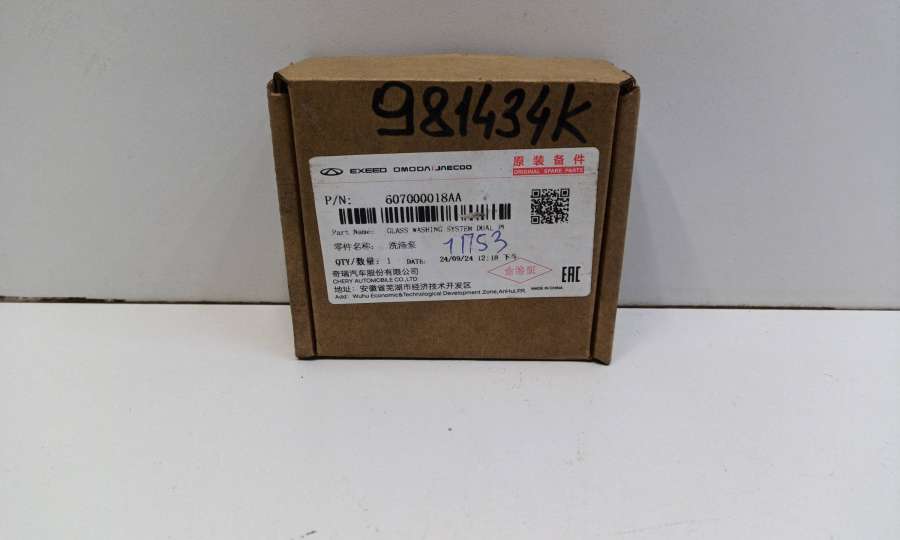 981434K
EXEED OMODA | JAECOO
原装备件
ORIGINAL SPARE PARTS
P/N: 607000018AA
Part Name: GLASS WASHING SYSTEM DUAL P
零件名称: 洗涤泵
11753
QTY/数量: 1 DATE: 24/09/24 12:18 下午
奇瑞汽车股份有限公司
CHERY AUTOMOBILE CO.,LTD.
地址: 安徽省芜湖市经济技术开发区
Add: Wuhu Economic&Technological Development Zone, AnHui,P.R.
EAC
MADE IN CHINA